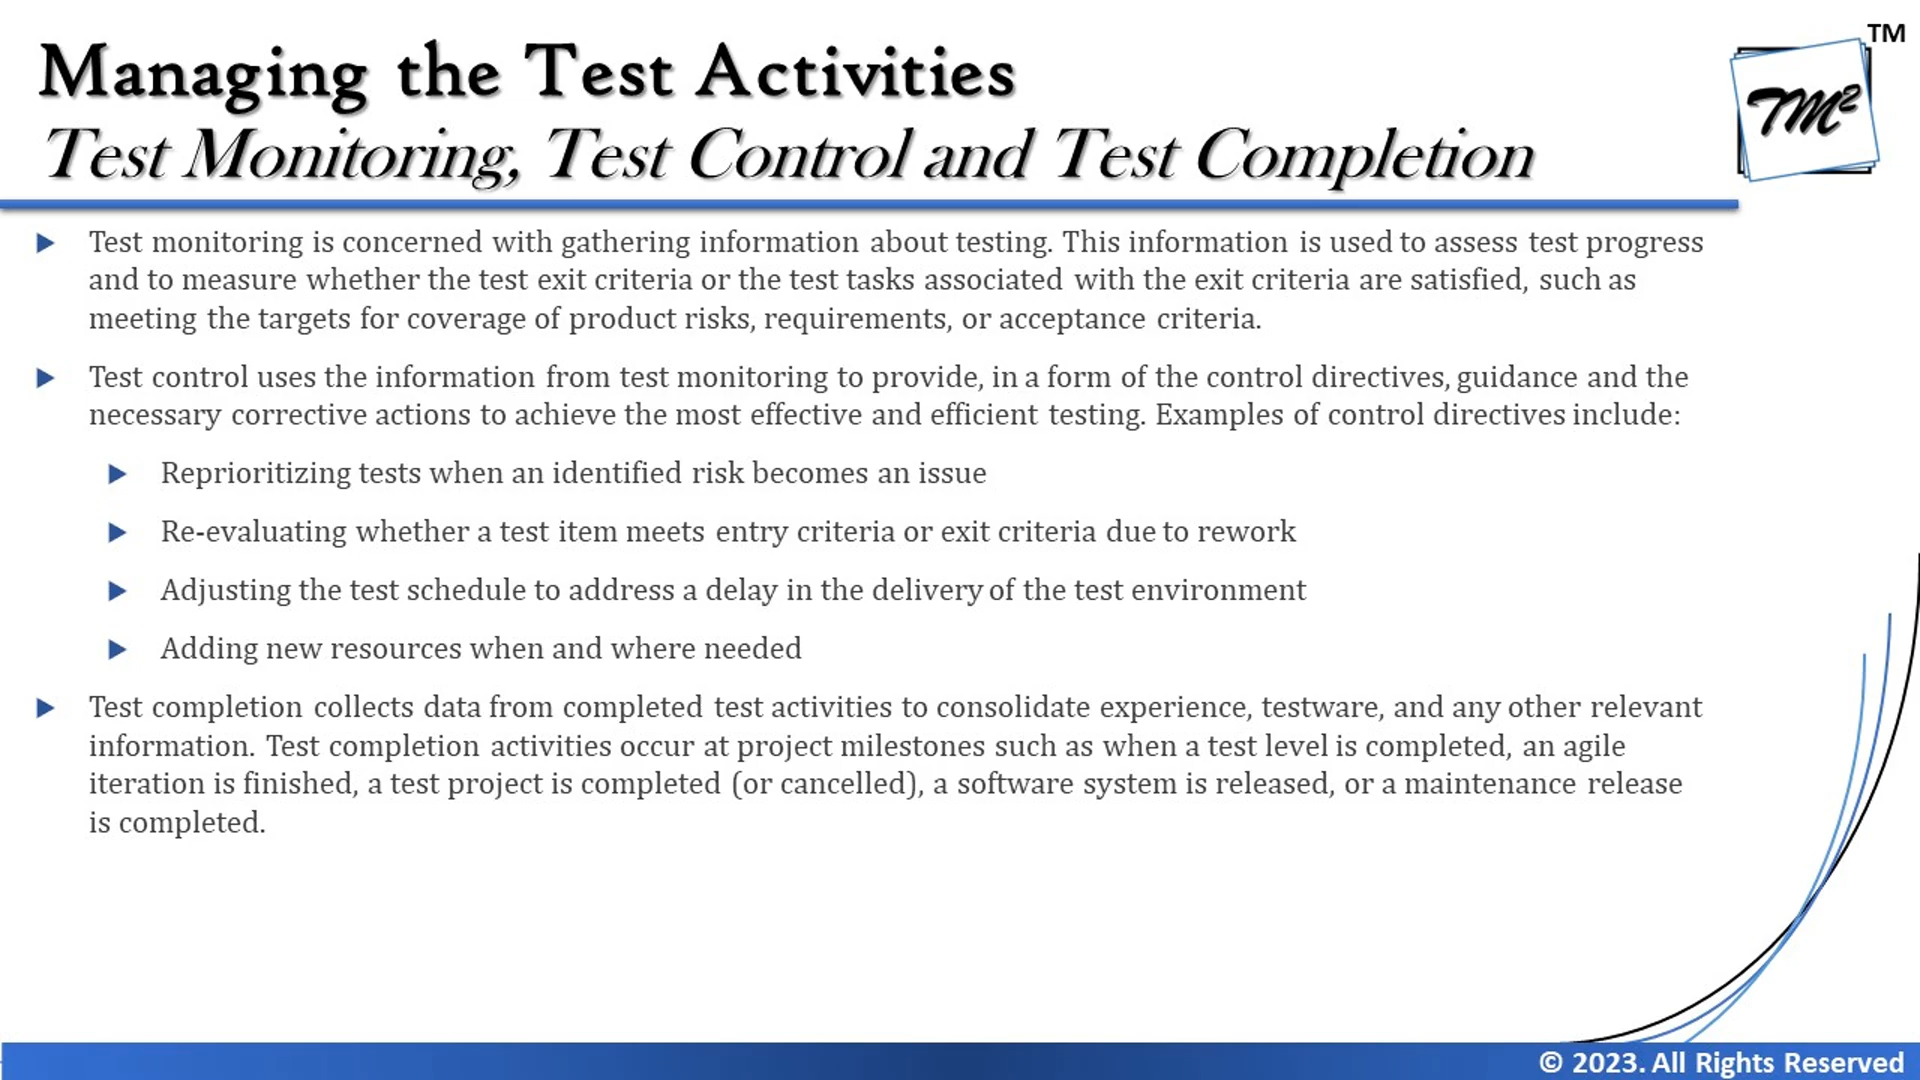 Managing the Test Activities
TM
Test Monitoring, Test Control and Test Completion
TM²
Test monitoring is concerned with gathering information about testing. This information is used to assess test progress
and to measure whether the test exit criteria or the test tasks associated with the exit criteria are satisfied, such as
meeting the targets for coverage of product risks, requirements, or acceptance criteria.
Test control uses the information from test monitoring to provide, in a form of the control directives, guidance and the
necessary corrective actions to achieve the most effective and efficient testing. Examples of control directives include:
Reprioritizing tests when an identified risk becomes an issue
Re-evaluating whether a test item meets entry criteria or exit criteria due to rework
Adjusting the test schedule to address a delay in the delivery of the test environment
Adding new resources when and where needed
Test completion collects data from completed test activities to consolidate experience, testware, and any other relevant
information. Test completion activities occur at project milestones such as when a test level is completed, an agile
iteration is finished, a test project is completed (or cancelled), a software system is released, or a maintenance release
is completed.
© 2023. All Rights Reserved